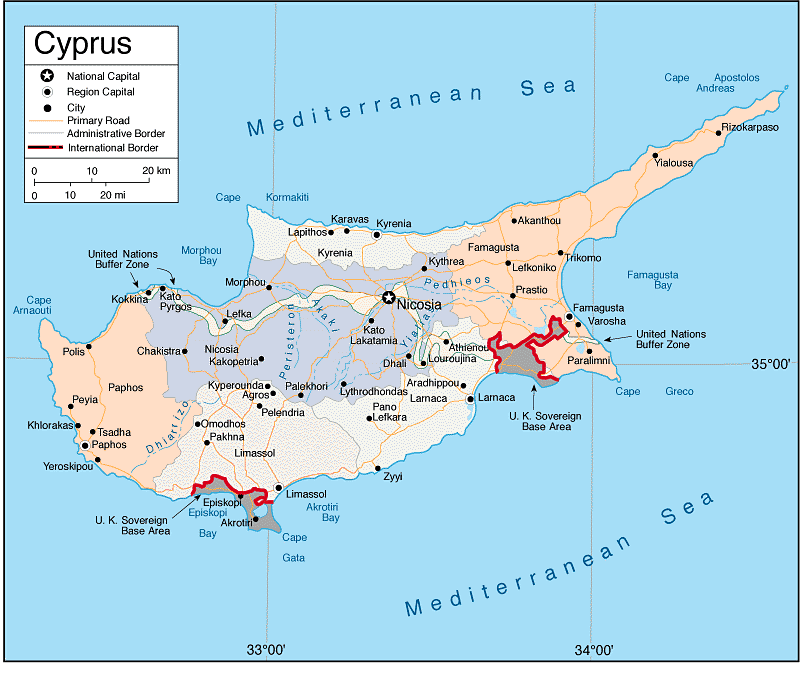 Cyprus
National Capital
Region Capital
City
Primary Road
Administrative Border
International Border
0 10 20 km
0 10 20 mi
Mediterranean Sea
Cape Apostolos
Andreas
Rizokarpaso
Yialousa
Cape Kormakiti
Karavas
Kyrenia
Lapithos
Kyrenia
Akanthou
Famagusta
Trikomo
Lefkoniko
Kythrea
United Nations
Buffer Zone
Morphou
Bay
Morphou
Pedhieos
Prastio
Famagusta
Bay
Cape
Arnaouti
Kokkina
Kato
Pyrgos
Nicosia
Lefka
Akaki
Peristerona
Yialias
Famagusta
Varosha
United Nations
Buffer Zone
Kato
Lakatamia
Athienou
Polis
Chakistra
Nicosia
Kakopetria
Dhali
Louroujina
Paralimni
35°00'
Paphos
Kyperounda
Agros
Palekhori
Lythrodhondas
Aradhippou
Larnaca
Larnaca
Cape Greco
Peyia
Pelendria
Pano
Lefkara
U. K. Sovereign
Base Area
Khlorakas
Tsadha
Paphos
Dhiartizo
Omodhos
Pakhna
Limassol
Yeroskipou
Zyyi
Limassol
Episkopi
Episkopi
Bay
Akrotiri
Akrotiri
Bay
U. K. Sovereign
Base Area
Cape
Gata
Mediterranean Sea
33°00'
34°00'